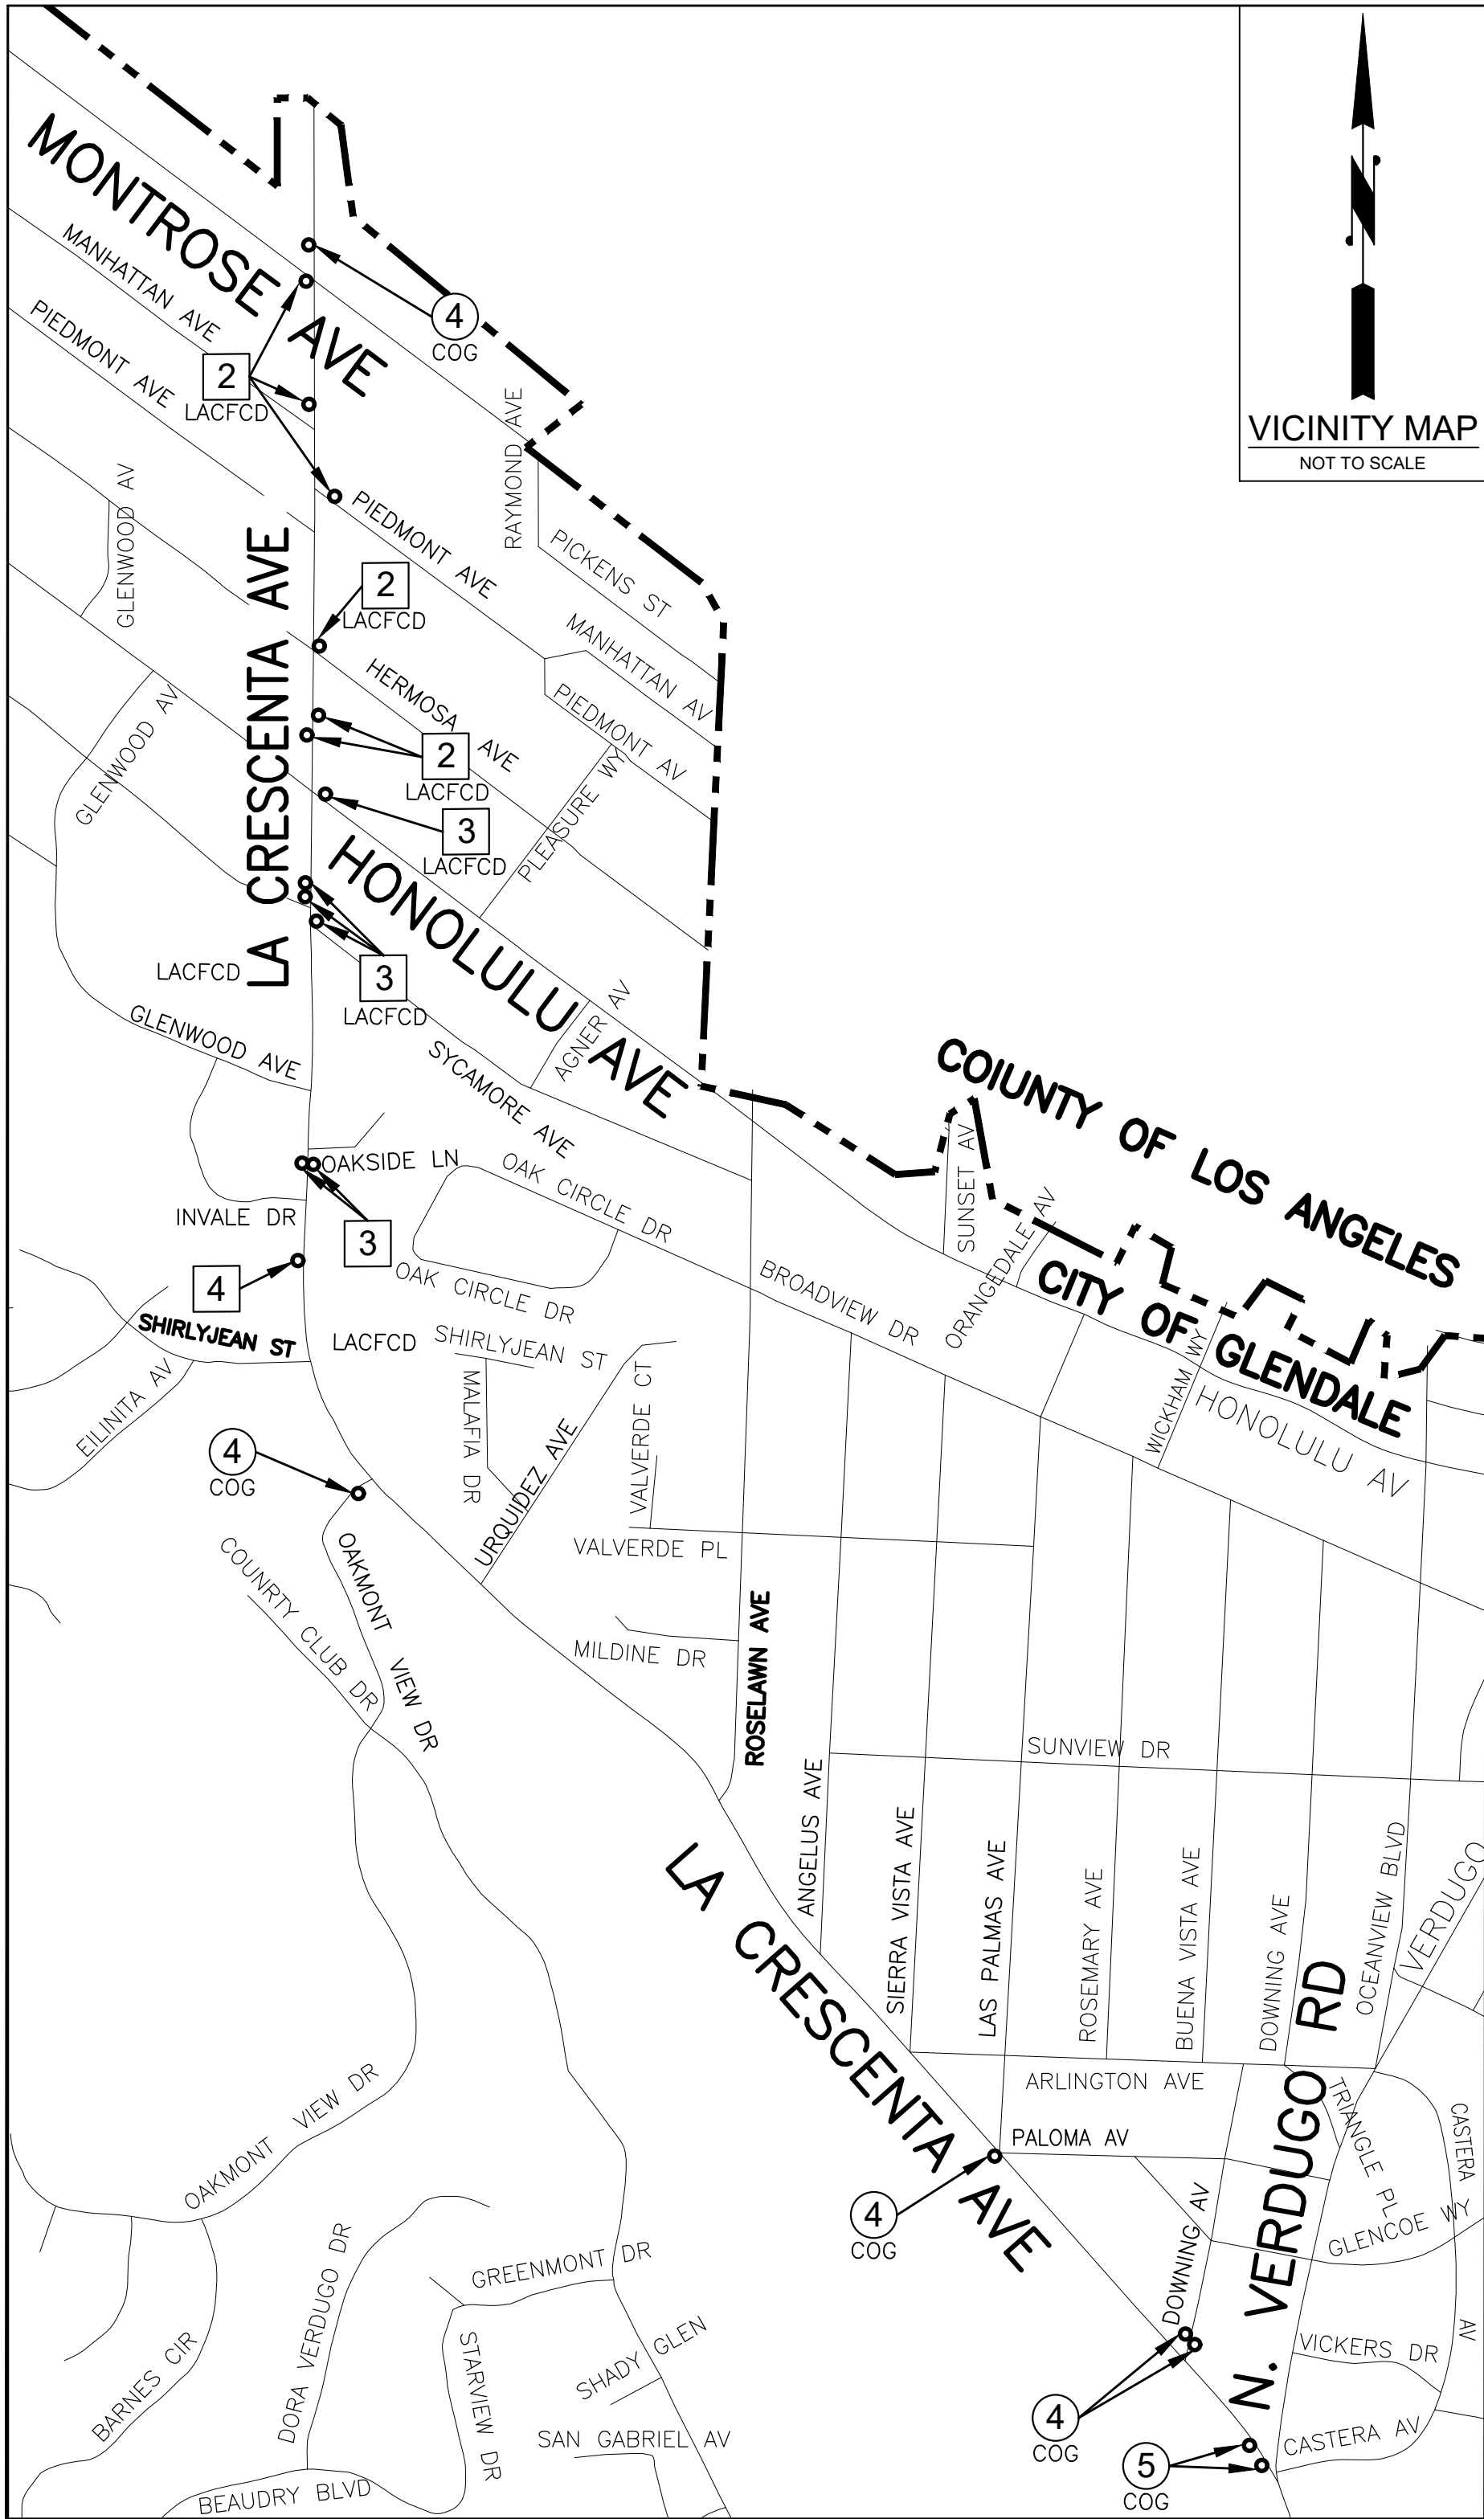 VICINITY MAP
NOT TO SCALE
N
MONTROSE AVE
MANHATTAN AVE
PIEDMONT AVE
4
COG
2
LACFCD
RAYMOND AVE
GLENWOOD AV
PIEDMONT AVE
PICKENS ST
LA CRESCENTA AVE
2
LACFCD
MANHATTAN AV
HERMOSA AVE
PIEDMONT AV
GLENWOOD AV
2
LACFCD
PLEASURE WY
3
LACFCD
HONOLULU AVE
LACFCD
3
LACFCD
AGNER AV
GLENWOOD AVE
SYCAMORE AVE
COIUNTY OF LOS ANGELES
SUNSET AV
OAKSIDE LN
OAK CIRCLE DR
INVALE DR
3
ORANGEDALE AV
CITY OF GLENDALE
4
OAK CIRCLE DR
BROADVIEW DR
SHIRLYJEAN ST
LACFCD
SHIRLYJEAN ST
WICKHAM WY
HONOLULU AV
EILINITA AV
MALAFIA DR
VALVERDE CT
URQUIDEZ AVE
4
COG
OAKMONT VIEW DR
COUNRTY CLUB DR
VALVERDE PL
ROSELAWN AVE
MILDINE DR
SUNVIEW DR
ANGELUS AVE
SIERRA VISTA AVE
LAS PALMAS AVE
ROSEMARY AVE
BUENA VISTA AVE
DOWNING AVE
OCEANVIEW BLVD
VERDUGO
LA CRESCENTA AVE
N. VERDUGO RD
ARLINGTON AVE
TRIANGLE PL
CASTERA AV
PALOMA AV
OAKMONT VIEW DR
4
COG
DOWNING AV
GLENCOE WY
GREENMONT DR
DORA VERDUGO DR
STARVIEW DR
SHADY GLEN
VICKERS DR
BARNES CIR
4
COG
SAN GABRIEL AV
CASTERA AV
5
COG
BEAUDRY BLVD